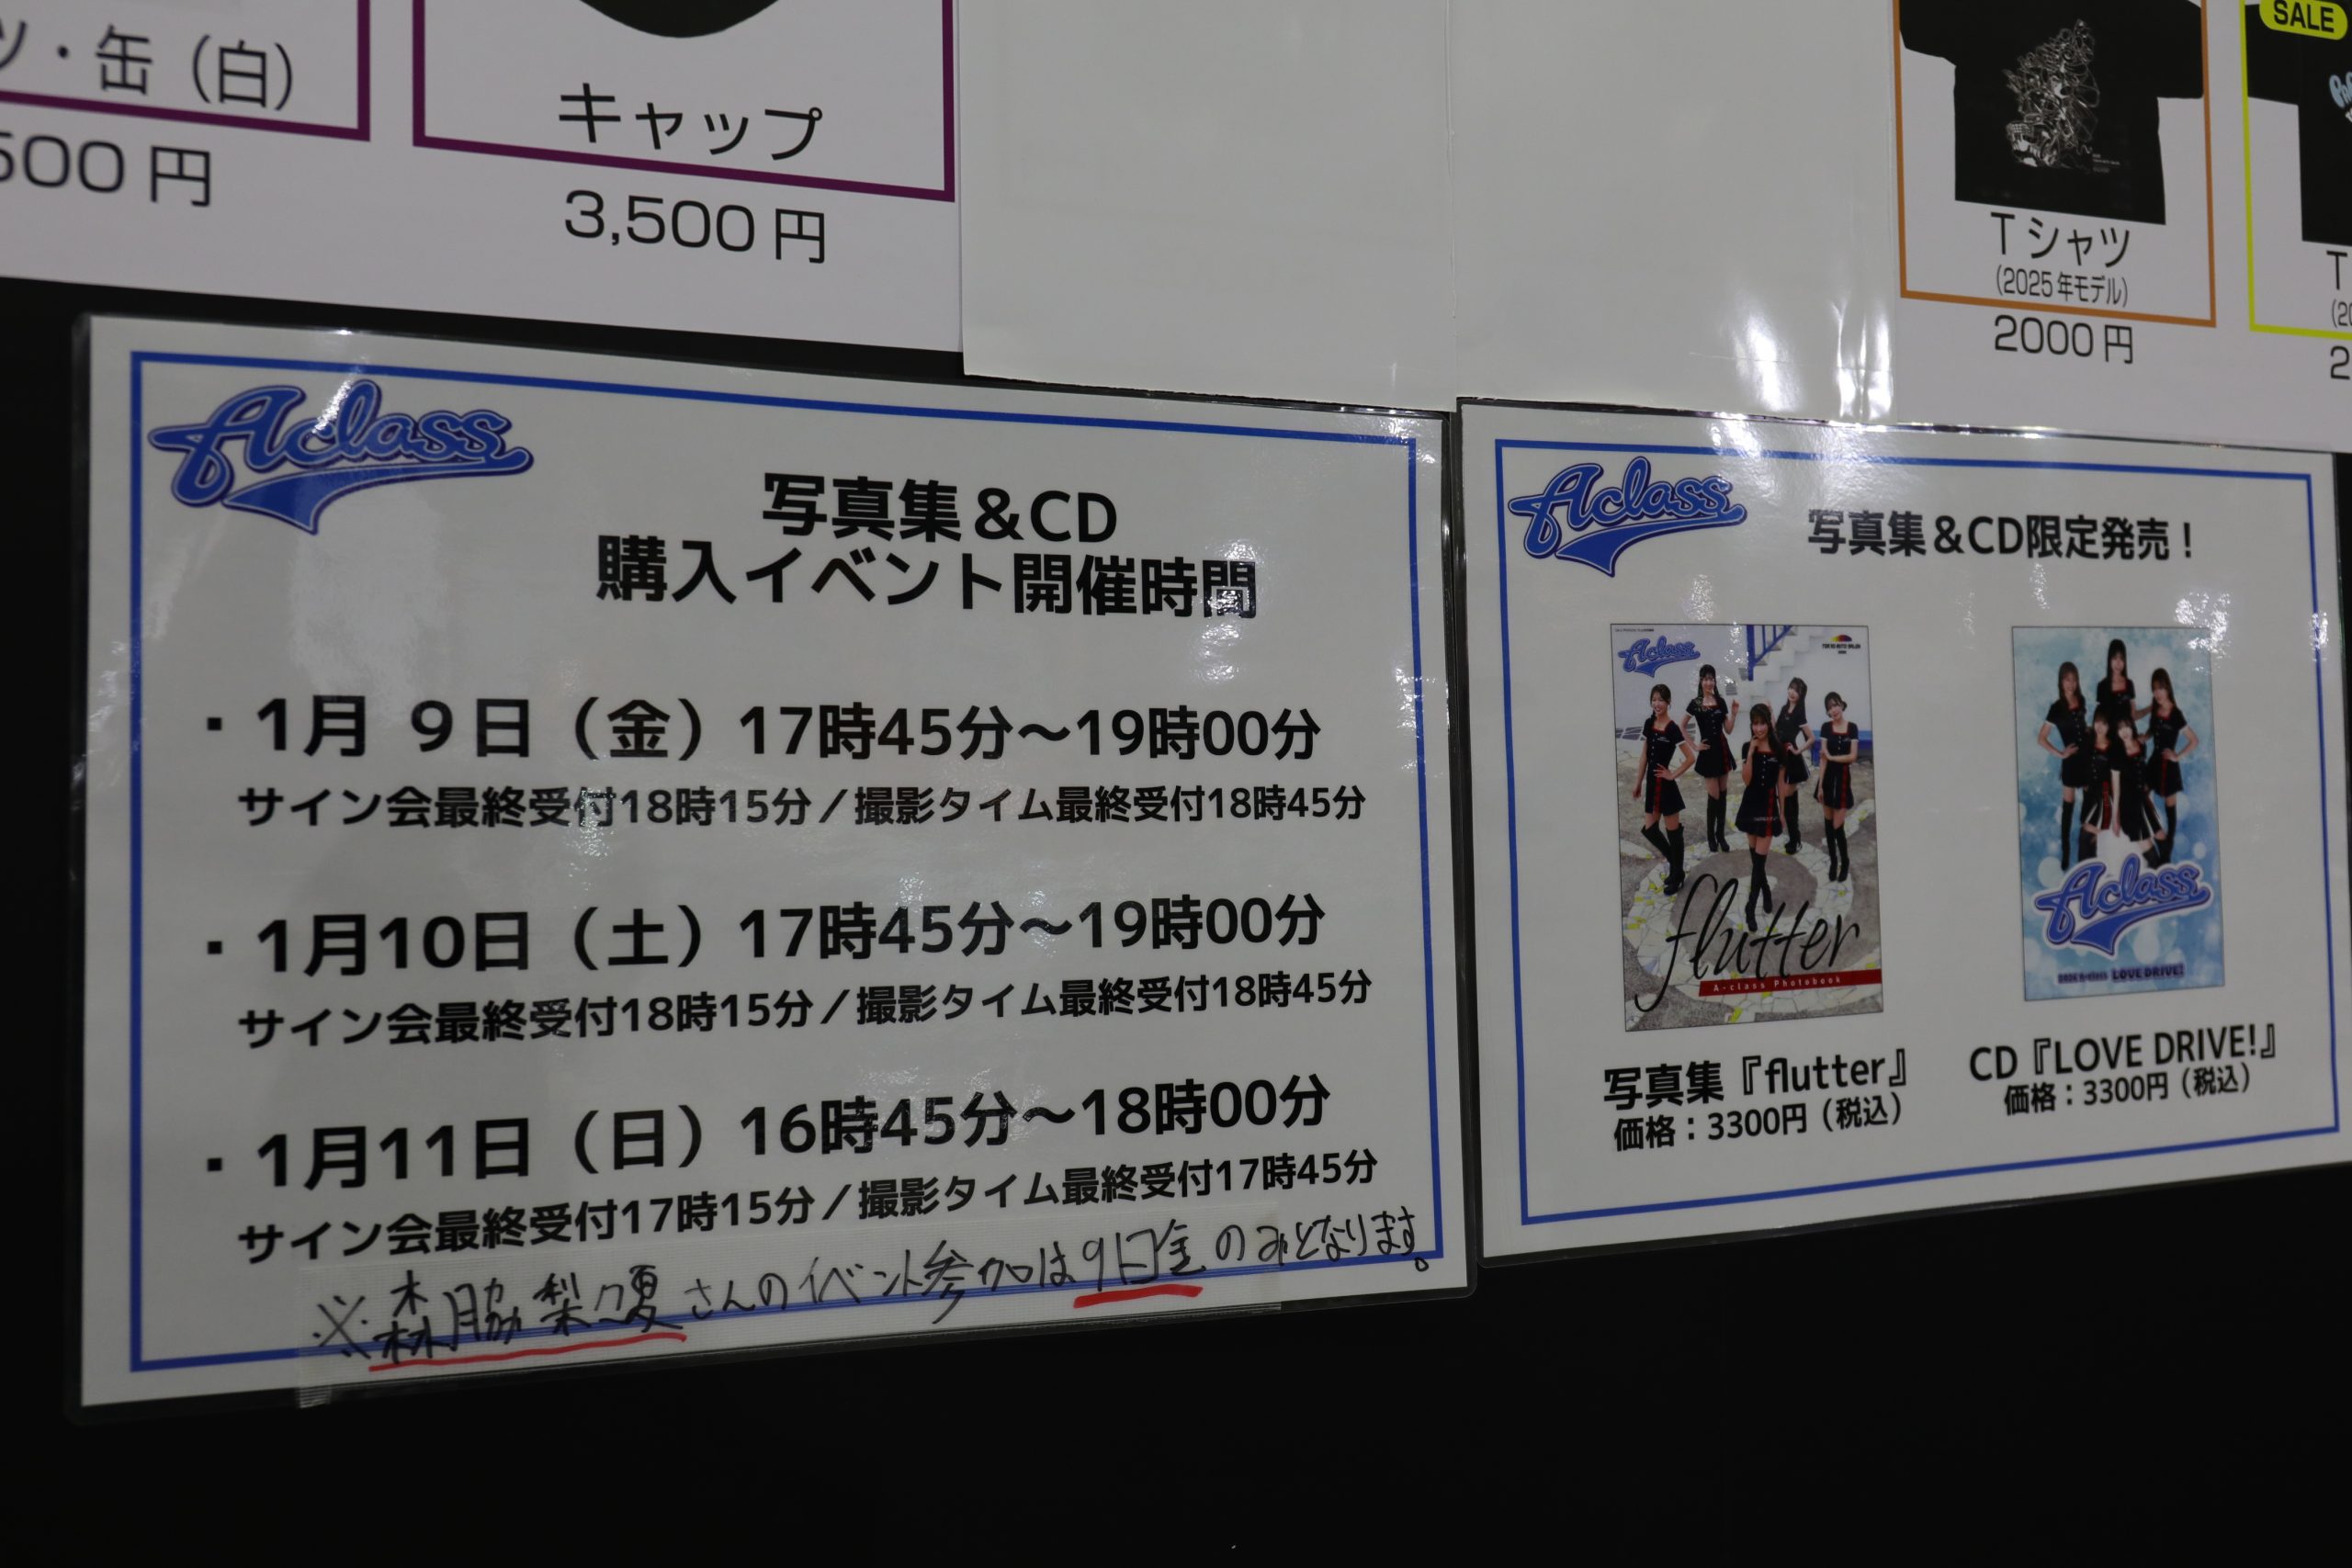 ツ・缶（白）
500円
キャップ
3,500円
Tシャツ
(2025年モデル)
2000円
SALE
Aclass
写真集＆CD
購入イベント開催時間
・1月 9日（金）17時45分～19時00分
サイン会最終受付18時15分／撮影タイム最終受付18時45分
・1月10日（土）17時45分～19時00分
サイン会最終受付18時15分／撮影タイム最終受付18時45分
・1月11日（日）16時45分～18時00分
サイン会最終受付17時15分／撮影タイム最終受付17時45分
※森脇梨々夏さんのイベント参加は9日金のみとなります。
Aclass
写真集＆CD限定発売！
Aclass
flutter
A-class Photobook
Aclass
LOVE DRIVE!
写真集『flutter』
価格：3300円（税込）
CD『LOVE DRIVE!』
価格：3300円（税込）